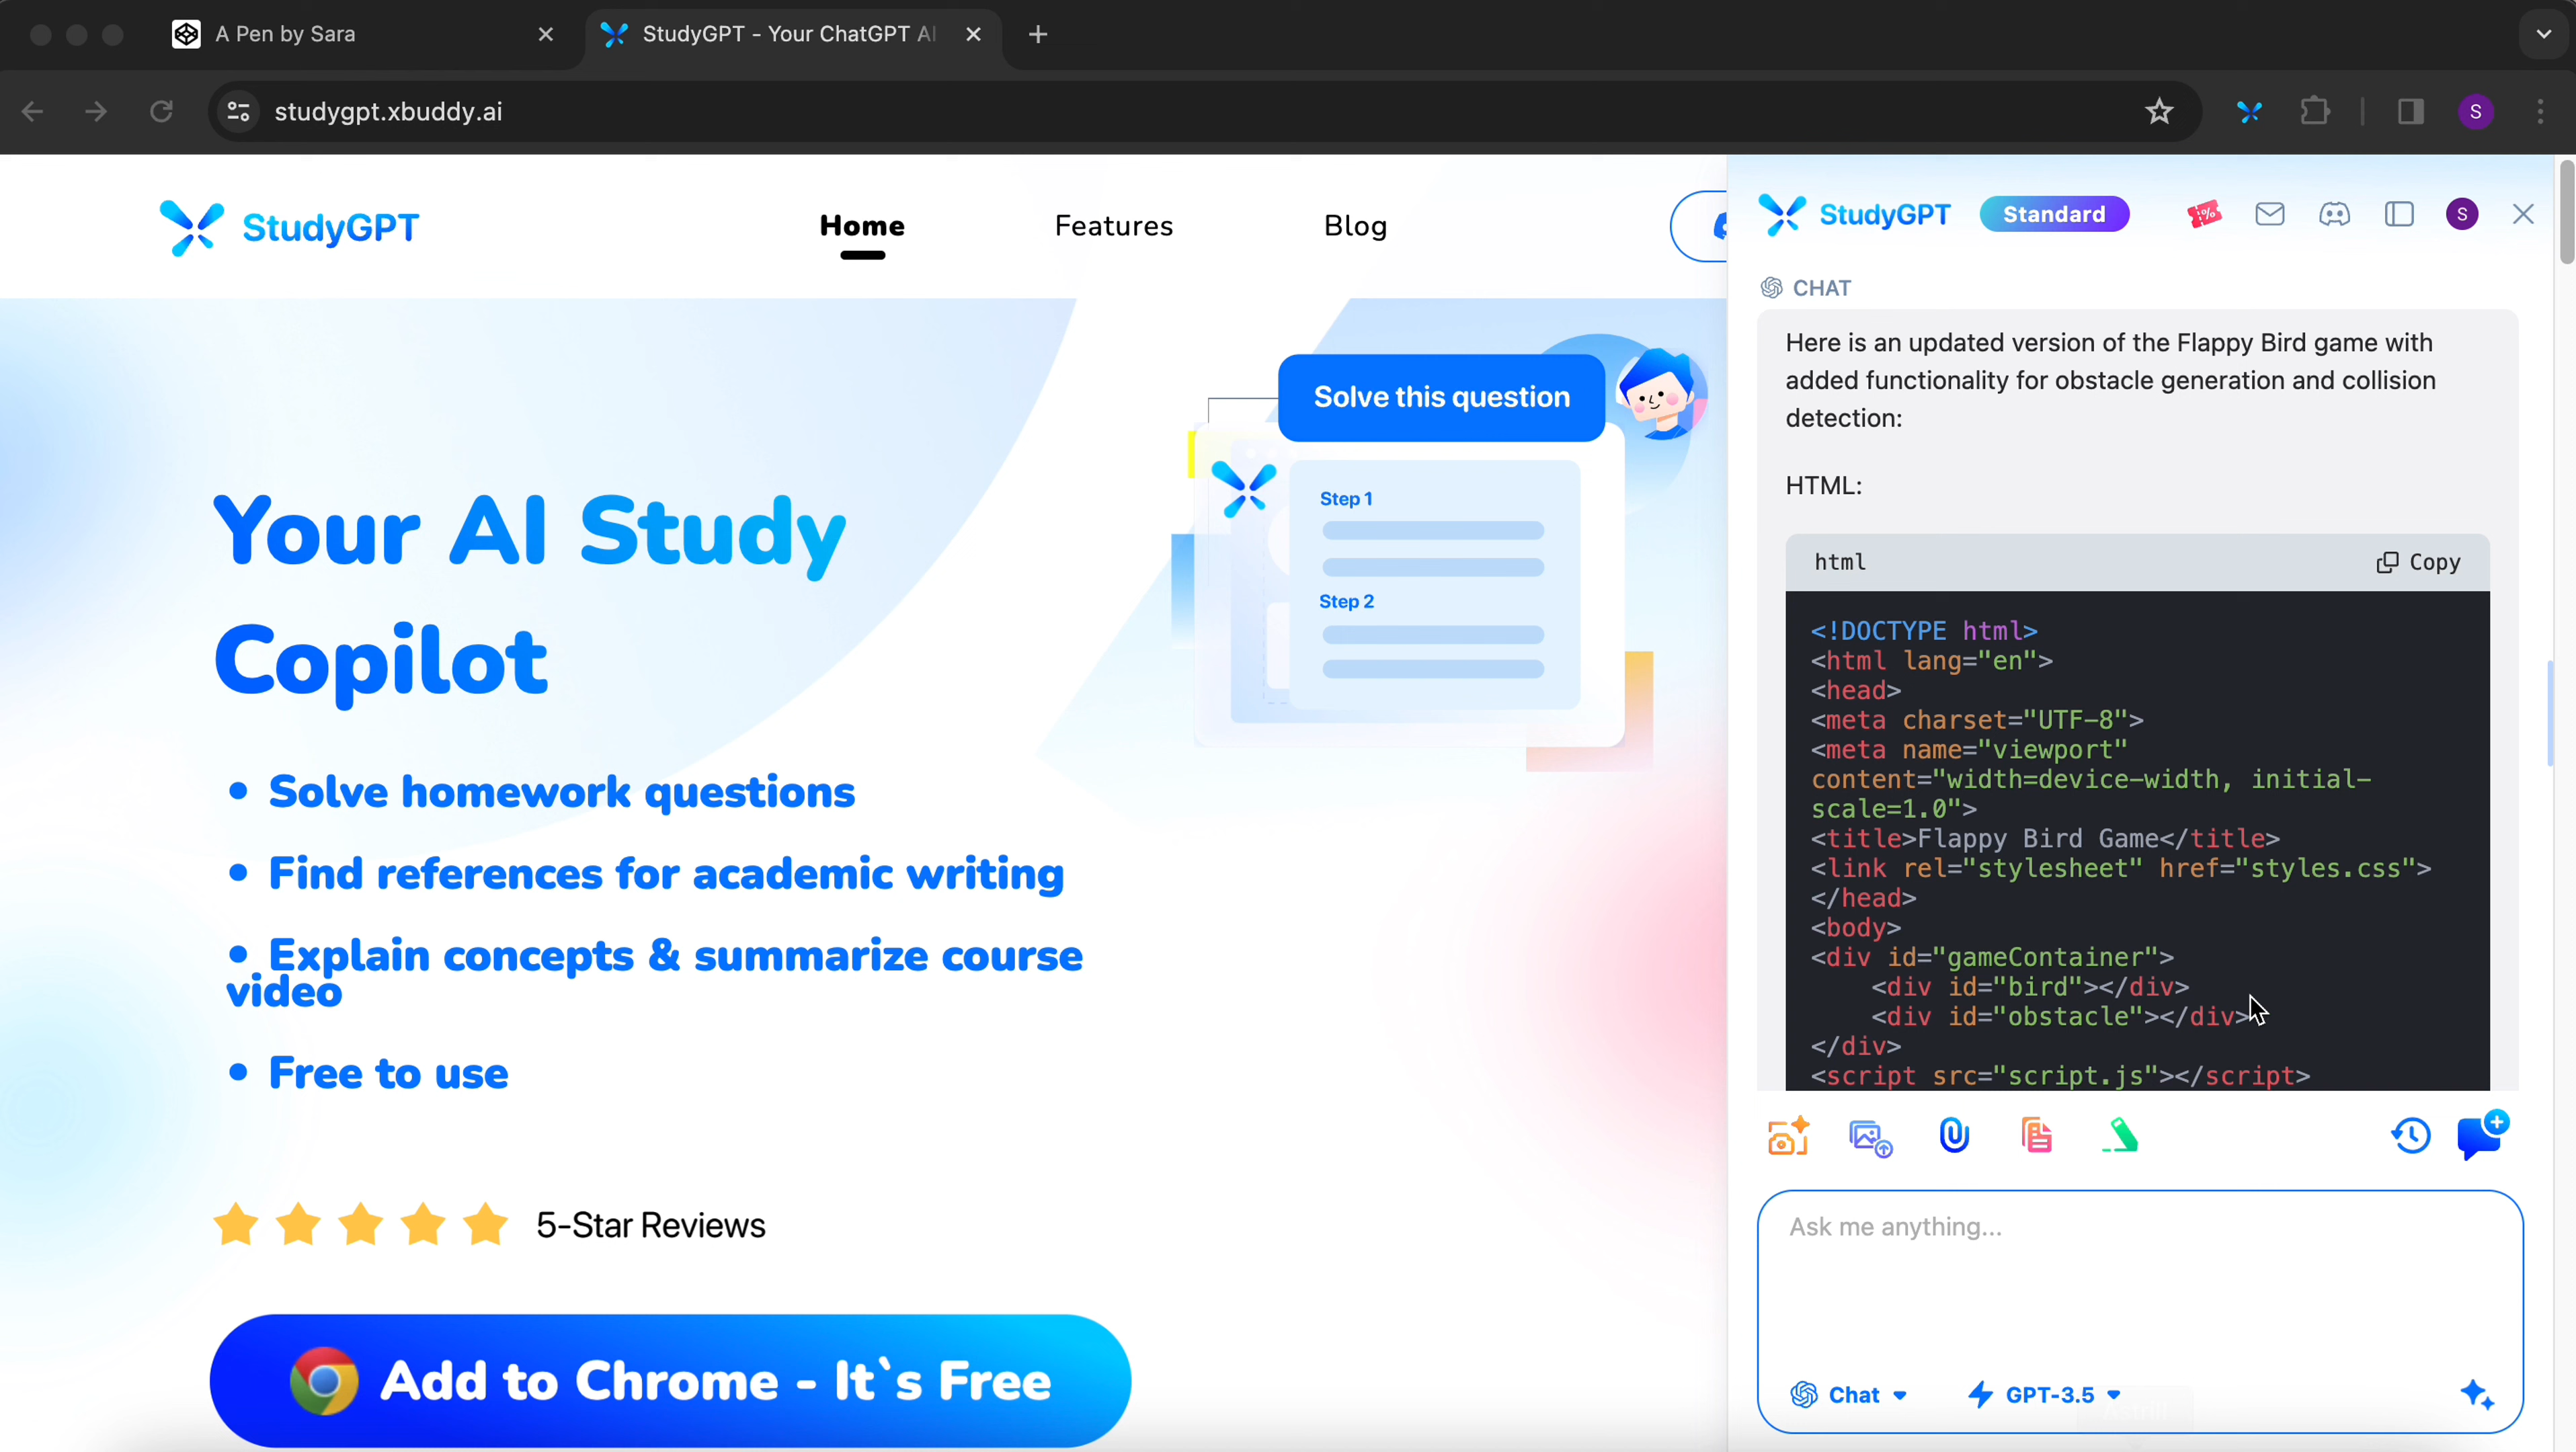 A Pen by Sara
StudyGPT - Your ChatGPT AI
studygpt.xbuddy.ai
S
StudyGPT
Home
Features
Blog
Solve this question
Step 1
Step 2
Your AI Study
Copilot
• Solve homework questions
• Find references for academic writing
• Explain concepts & summarize course
video
• Free to use
5-Star Reviews
Add to Chrome - It`s Free
StudyGPT
Standard
%
S
CHAT
Here is an updated version of the Flappy Bird game with
added functionality for obstacle generation and collision
detection:
HTML:
html
Copy
<!DOCTYPE html>
<html lang="en">
<head>
<meta charset="UTF-8">
<meta name="viewport"
content="width=device-width, initial-
scale=1.0">
<title>Flappy Bird Game</title>
<link rel="stylesheet" href="styles.css">
</head>
<body>
<div id="gameContainer">
    <div id="bird"></div>
    <div id="obstacle"></div>
</div>
<script src="script.js"></script>
Ask me anything...
Chat
GPT-3.5